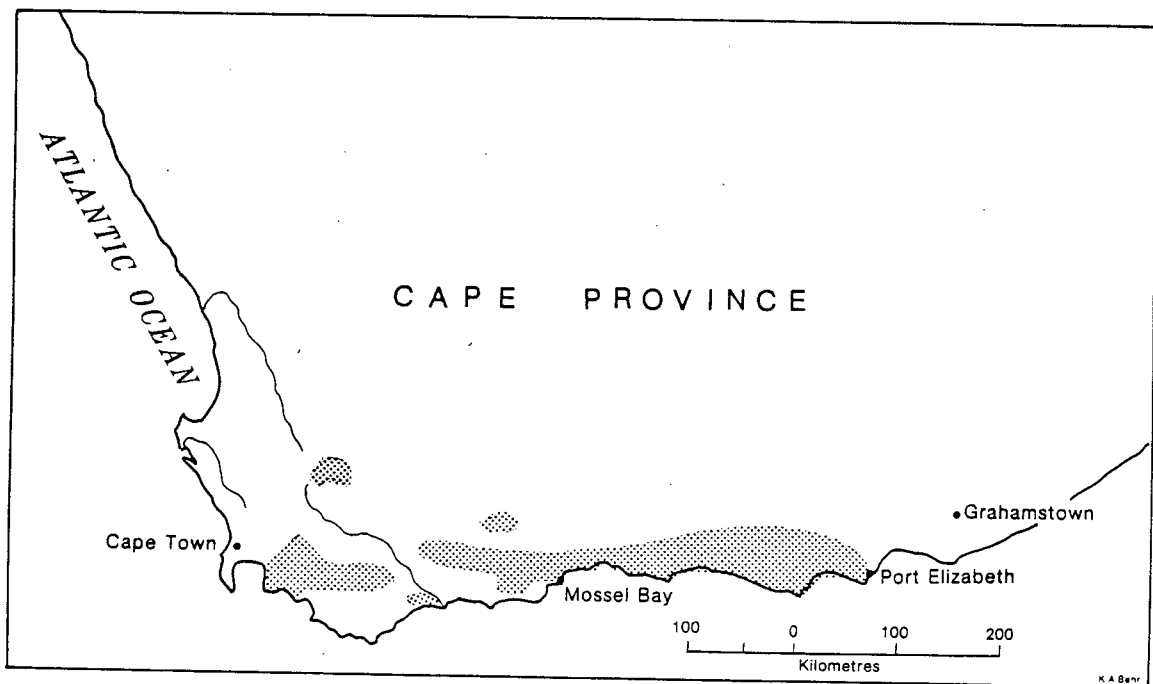 ATLANTIC OCEAN
CAPE PROVINCE
Cape Town
Grahamstown
Port Elizabeth
Mossel Bay
100 0 100 200
Kilometres
K A Behr